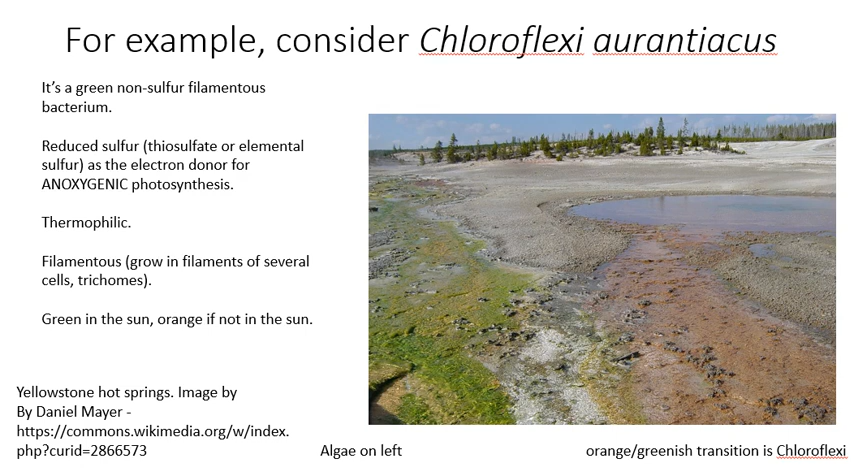 For example, consider Chloroflexi aurantiacus
It’s a green non-sulfur filamentous
bacterium.
Reduced sulfur (thiosulfate or elemental
sulfur) as the electron donor for
ANOXYGENIC photosynthesis.
Thermophilic.
Filamentous (grow in filaments of several
cells, trichomes).
Green in the sun, orange if not in the sun.
Yellowstone hot springs. Image by
By Daniel Mayer -
https://commons.wikimedia.org/w/index.
php?curid=2866573
Algae on left
orange/greenish transition is Chloroflexi